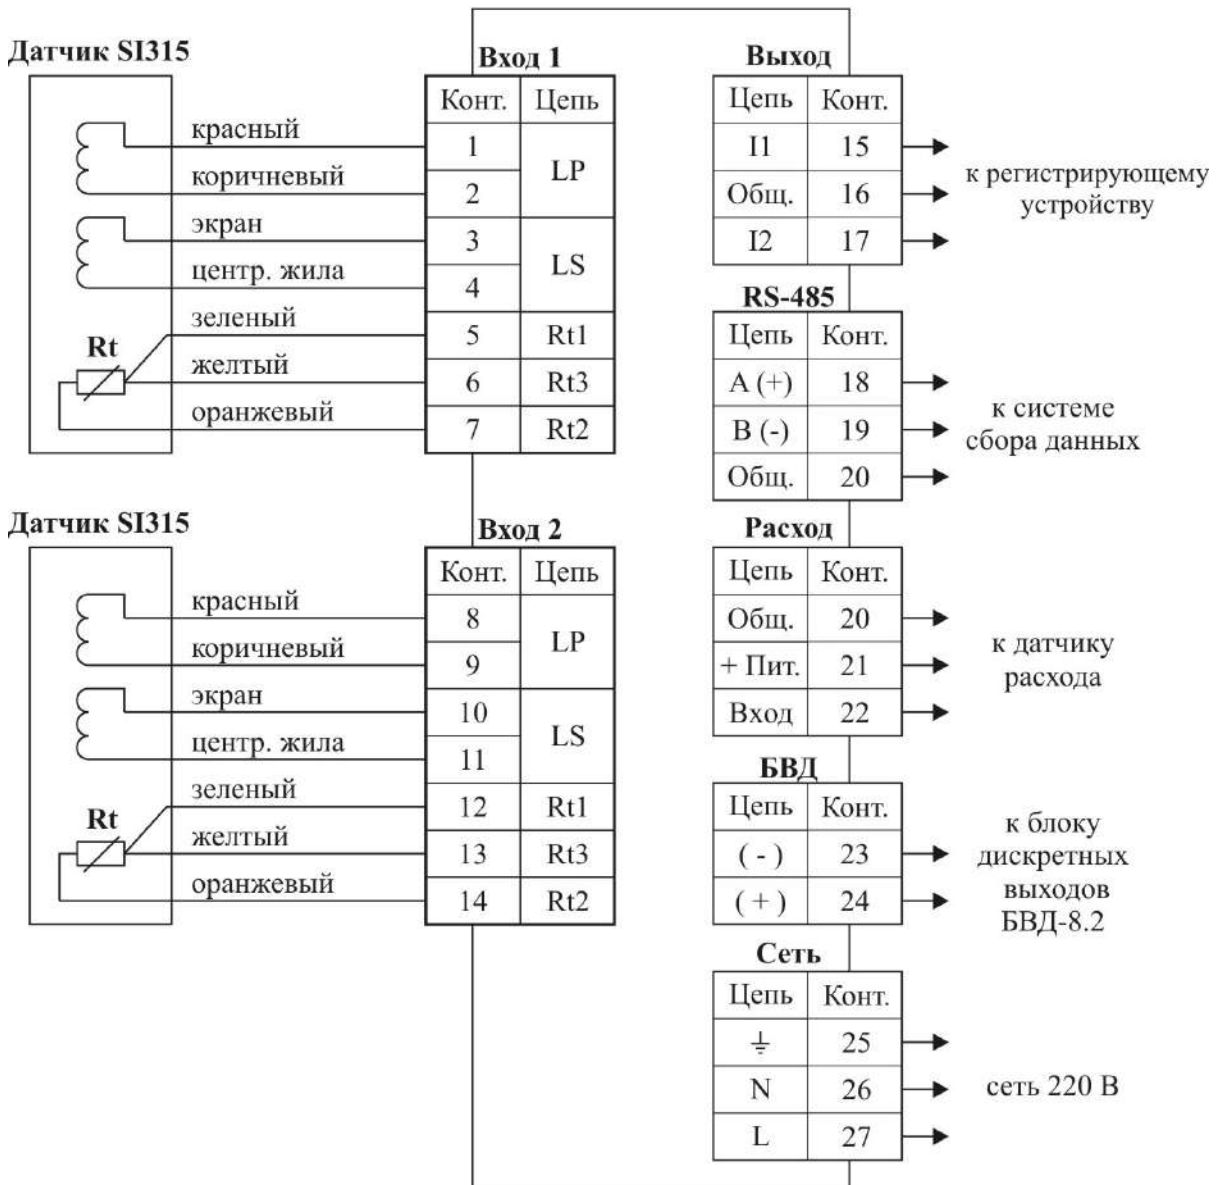 Датчик SI315
Вход 1
Конт. Цепь
красный 1 LP
коричневый 2
экран 3 LS
центр. жила 4
зеленый 5 Rt1
Rt
желтый 6 Rt3
оранжевый 7 Rt2
Датчик SI315
Вход 2
Конт. Цепь
красный 8 LP
коричневый 9
экран 10 LS
центр. жила 11
зеленый 12 Rt1
Rt
желтый 13 Rt3
оранжевый 14 Rt2
Выход
Цепь Конт.
I1 15
Общ. 16
I2 17
к регистрирующему
устройству
RS-485
Цепь Конт.
A (+) 18
B (-) 19
Общ. 20
к системе
сбора данных
Расход
Цепь Конт.
Общ. 20
+ Пит. 21
Вход 22
к датчику
расхода
БВД
Цепь Конт.
( - ) 23
( + ) 24
к блоку
дискретных
выходов
БВД-8.2
Сеть
Цепь Конт.
⏚ 25
N 26
L 27
сеть 220 В